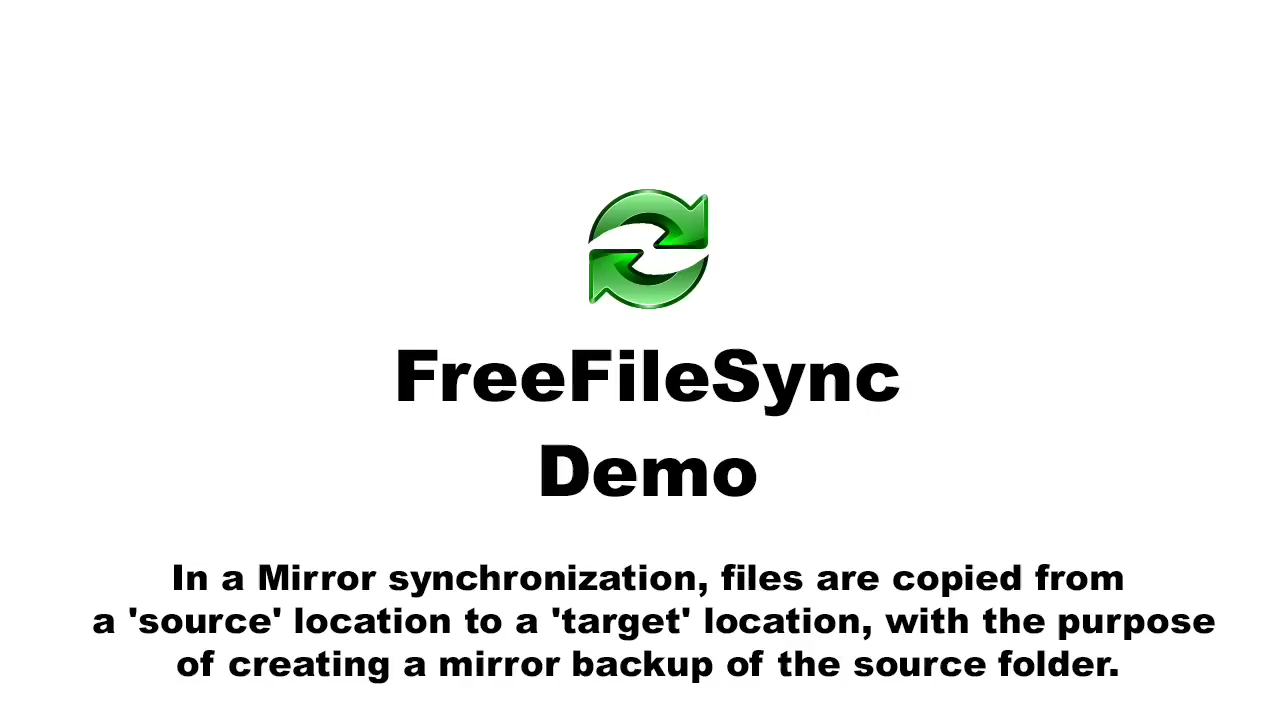 FreeFileSync
Demo
In a Mirror synchronization, files are copied from
a 'source' location to a 'target' location, with the purpose
of creating a mirror backup of the source folder.